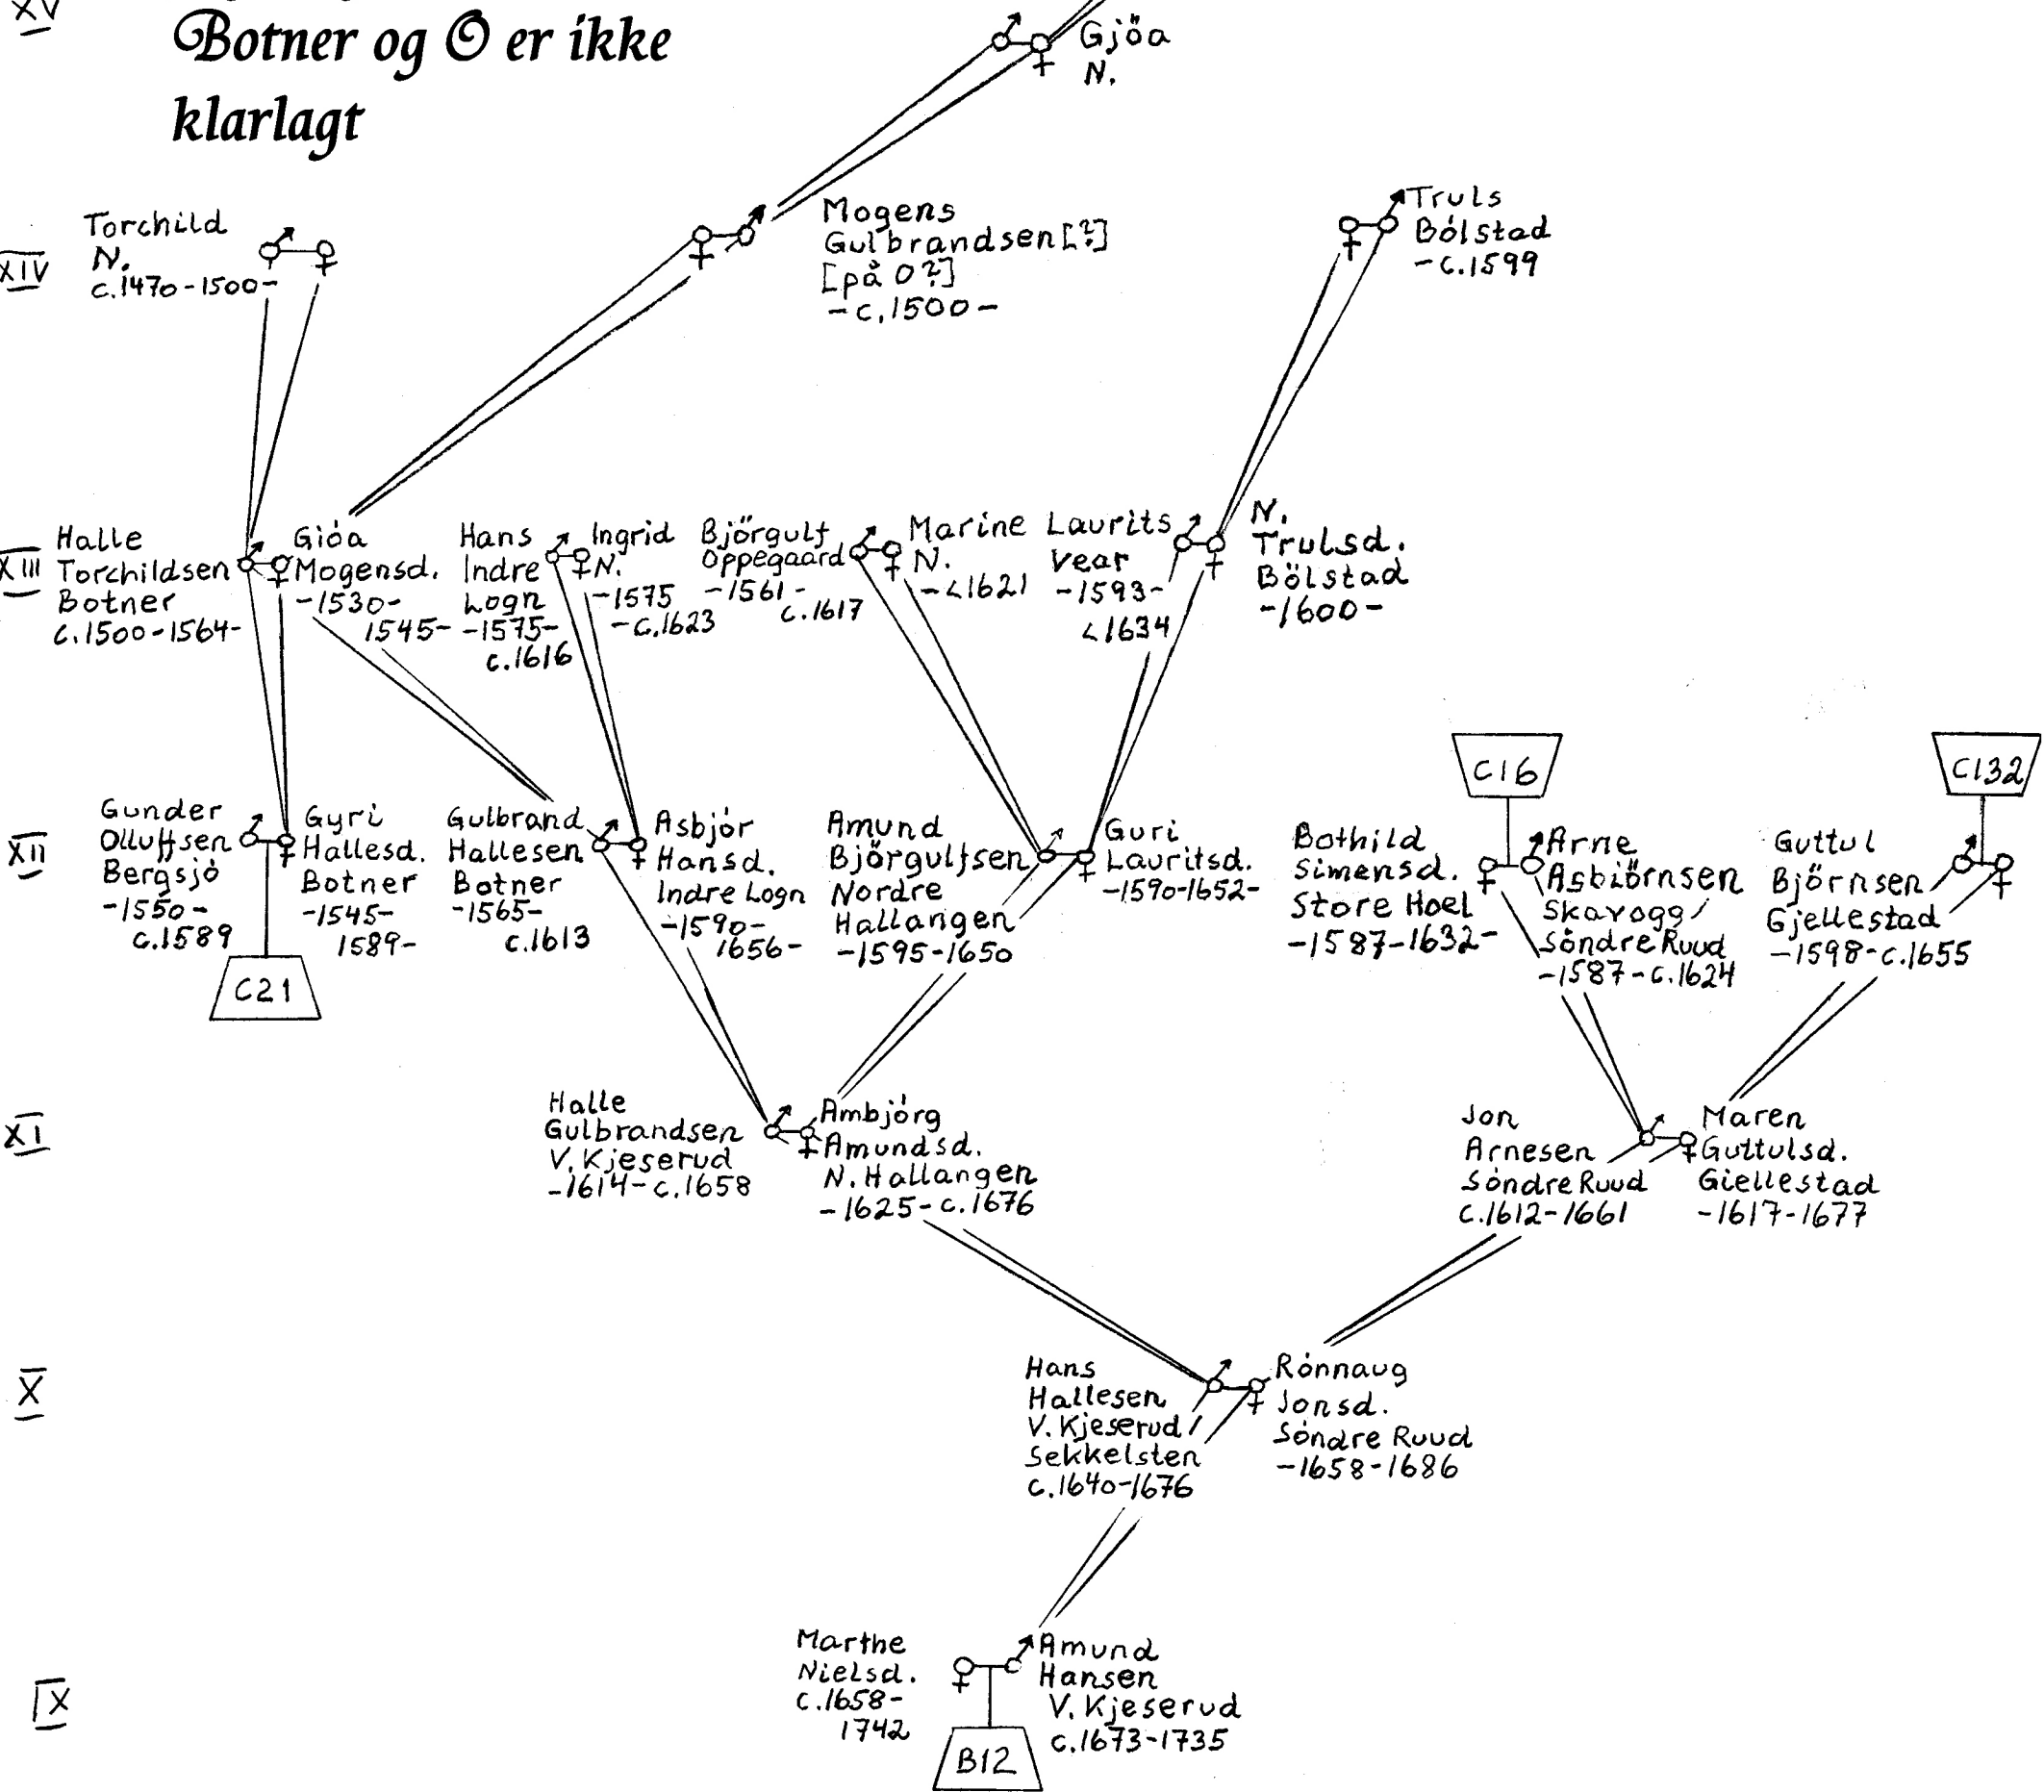 XV
Botner og O er ikke
klarlagt
Gjöa
N.
XIV
Torchild
N.
c.1470-1500-
Mogens
Gulbrandsen[?]
[på O?]
-c.1500-
Truls
Bólstad
-c.1599
XIII
Halle
Torchildsen
Botner
c.1500-1564-
Gióa
Mogensd.
-1530-
1545-
Hans
Indre
Logn
-1575-
c.1616
Ingrid
N.
-1575
-c.1623
Björgulf
Oppegaard
-1561-
c.1617
Marine
N.
-<1621
Laurits
Vear
-1593-
<1634
N.
Trulsd.
Bölstad
-1600-
XII
Gunder
Olluffsen
Bergsjó
-1550-
c.1589
Gyri
Hallesd.
Botner
-1545-
1589-
C21
Gulbrand
Hallesen
Botner
-1565-
c.1613
Asbjór
Hansd.
Indre Logn
-1590-
1656-
Amund
Björgulfsen
Nordre
Hallangen
-1595-1650
Guri
Lauritsd.
-1590-1652-
C16
Bothild
Simensd.
Store Hoel
-1587-1632-
Arne
Asbiörnsen
Skavogg/
Söndre Ruud
-1587-c.1624
C132
Guttul
Björnsen
Gjellestad
-1598-c.1655
XI
Halle
Gulbrandsen
V. Kjeserud
-1614-c.1658
Ambjórg
Amundsd.
N. Hallangen
-1625-c.1676
Jon
Arnesen
Söndre Ruud
c.1612-1661
Maren
Guttulsd.
Giellestad
-1617-1677
X
Hans
Hallesen
V. Kjeserud/
Sekkelsten
c.1640-1676
Rónnaug
Jonsd.
Söndre Ruud
-1658-1686
IX
Marthe
Nielsd.
c.1658-
1742
Amund
Hansen
V. Kjeserud
c.1673-1735
B12